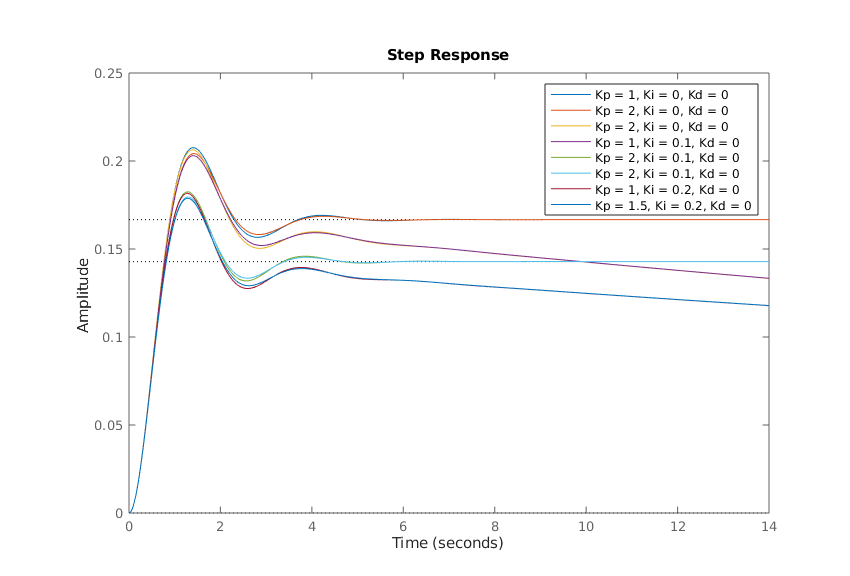 Step Response
0.25
0.2
0.15
0.1
0.05
0
Amplitude
Kp = 1, Ki = 0, Kd = 0
Kp = 2, Ki = 0, Kd = 0
Kp = 2, Ki = 0, Kd = 0
Kp = 1, Ki = 0.1, Kd = 0
Kp = 2, Ki = 0.1, Kd = 0
Kp = 2, Ki = 0.1, Kd = 0
Kp = 1, Ki = 0.2, Kd = 0
Kp = 1.5, Ki = 0.2, Kd = 0
0 2 4 6 8 10 12 14
Time (seconds)